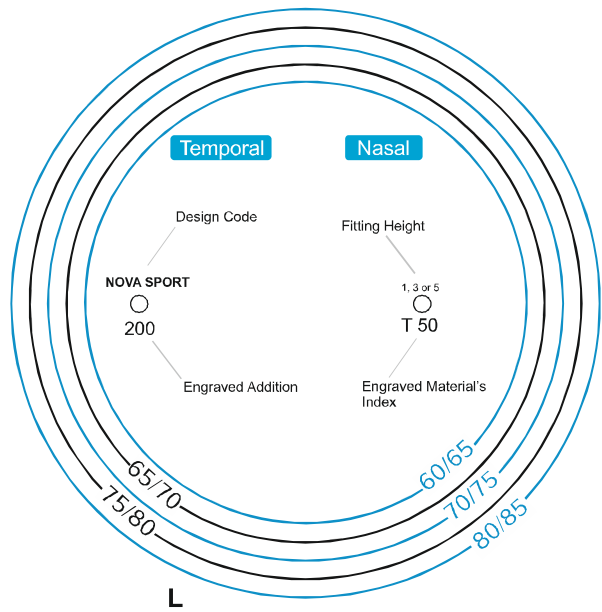 Temporal
Nasal
Design Code
Fitting Height
NOVA SPORT
1, 3 or 5
200
T 50
Engraved Addition
Engraved Material's
Index
65/70
60/65
75/80
70/75
80/85
L